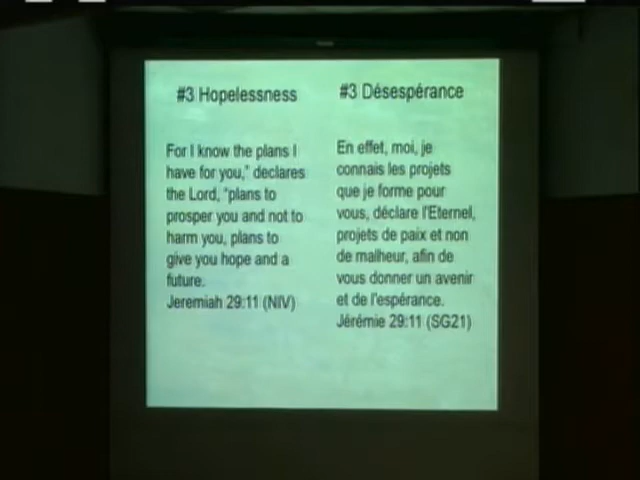 #3 Hopelessness
For I know the plans I
have for you," declares
the Lord, "plans to
prosper you and not to
harm you, plans to
give you hope and a
future.
Jeremiah 29:11 (NIV)
#3 Désespérance
En effet, moi, je
connais les projets
que je forme pour
vous, déclare l'Eternel,
projets de paix et non
de malheur, afin de
vous donner un avenir
et de l'espérance.
Jérémie 29:11 (SG21)